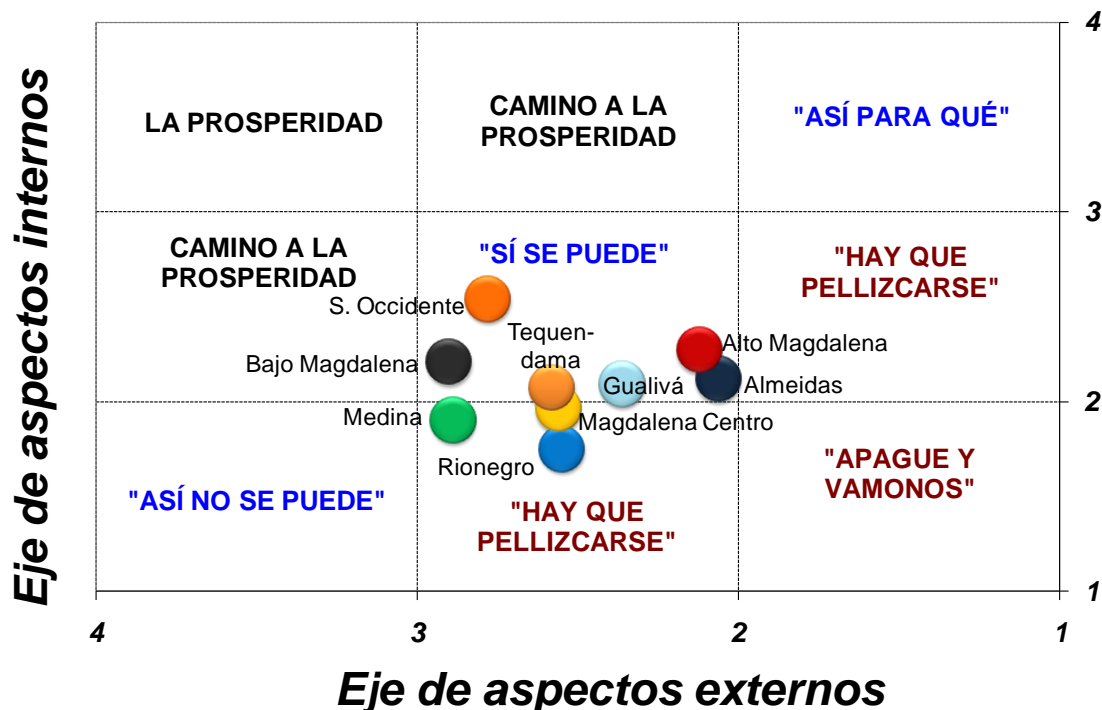 4
LA PROSPERIDAD
CAMINO A LA
PROSPERIDAD
"ASÍ PARA QUÉ"
3
CAMINO A LA
PROSPERIDAD
"SÍ SE PUEDE"
"HAY QUE
PELLIZCARSE"
S. Occidente
Tequen-
dama
Alto Magdalena
Bajo Magdalena
Gualivá
Almeidas
2
Medina
Magdalena Centro
Rionegro
"APAGUE Y
VAMONOS"
"ASÍ NO SE PUEDE"
"HAY QUE
PELLIZCARSE"
1
4
3
2
1
Eje de aspectos internos
Eje de aspectos externos